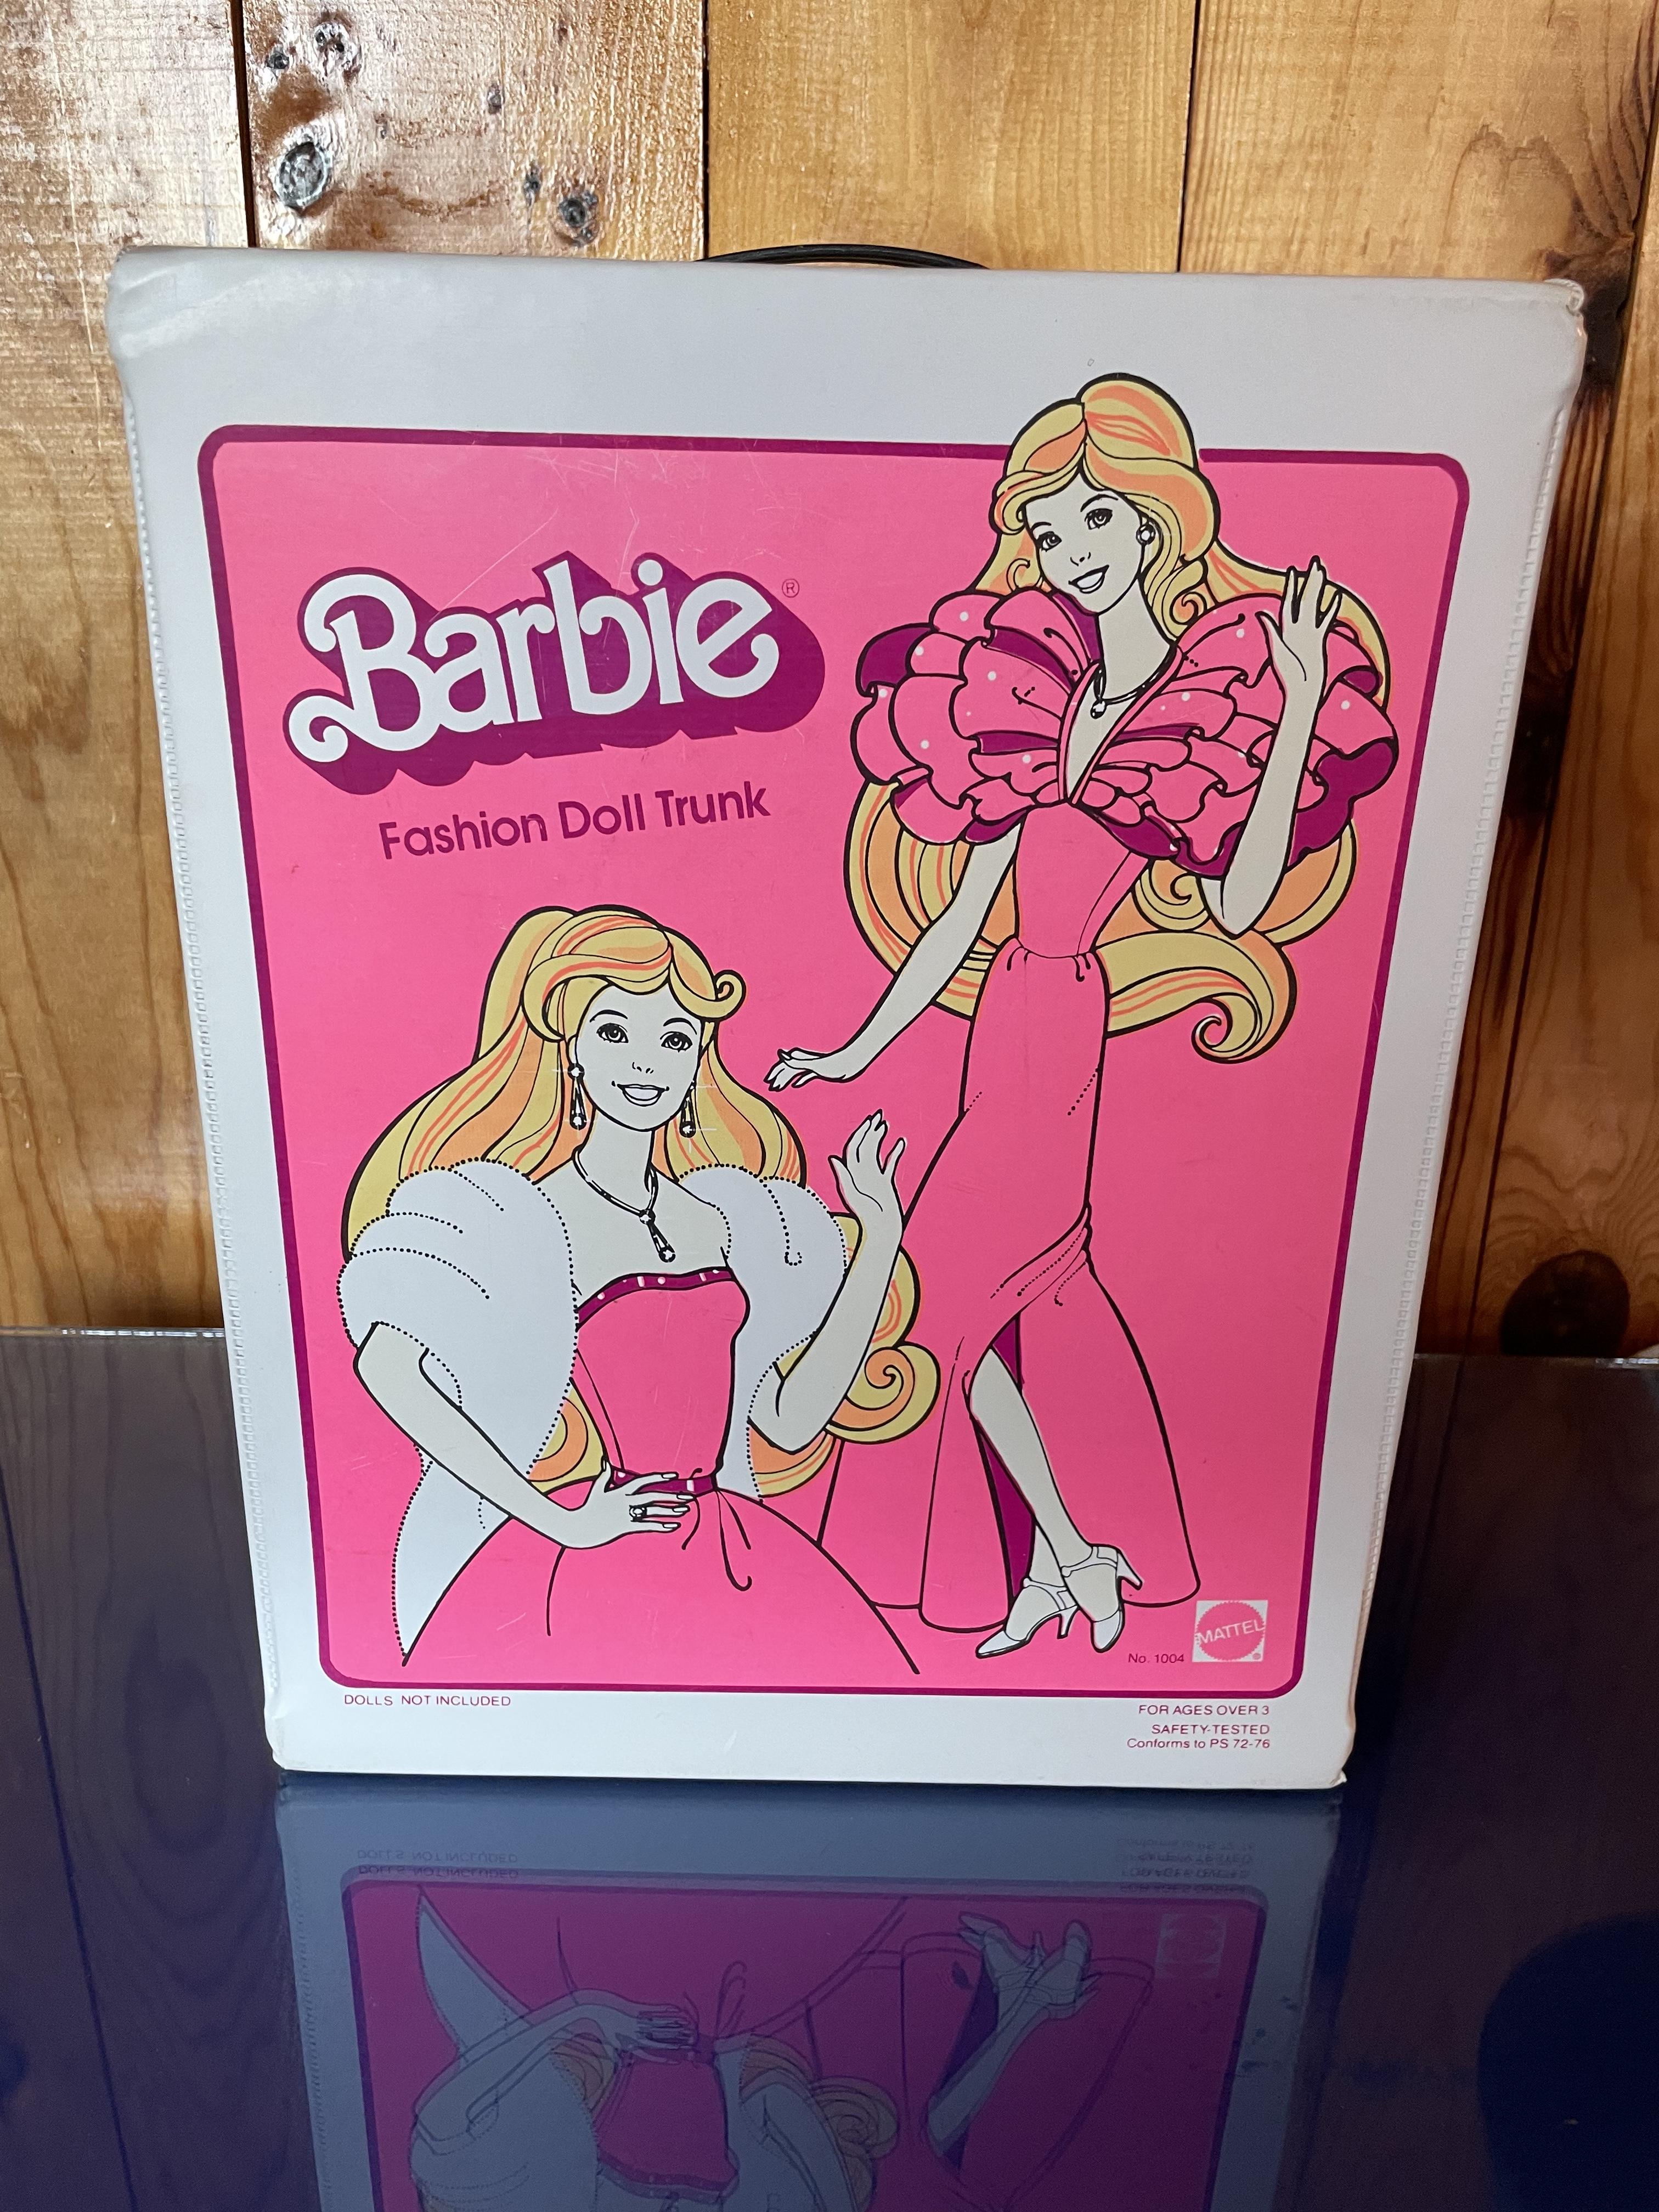 Barbie®
Fashion Doll Trunk
MATTEL®
No. 1004
DOLLS NOT INCLUDED
FOR AGES OVER 3
SAFETY-TESTED
Conforms to PS 72-76